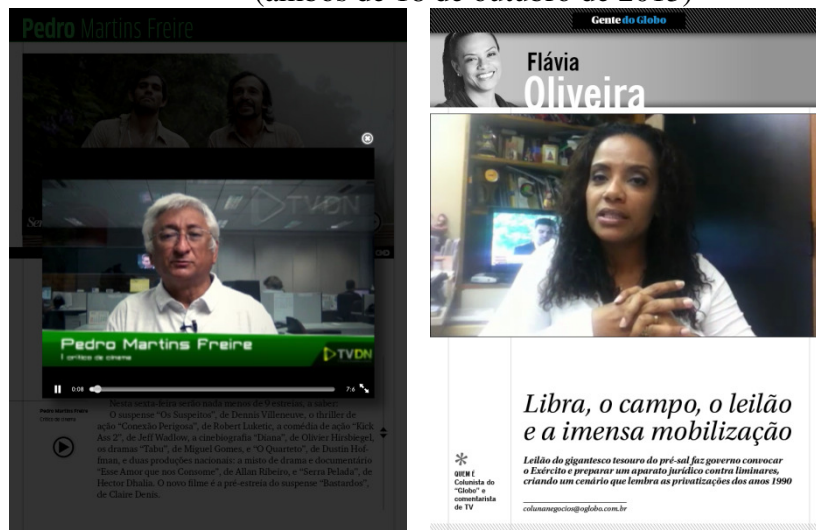 (ambos de 18 de outubro de 2013)
Pedro Martins Freire
TVDN
Pedro Martins Freire
crítico de cinema
TVDN
0:08
7:6
Pedro Martins Freire
Crítico de cinema
Nesta sexta-feira serão nada menos de 9 estreias, a saber:
O suspense "Os Suspeitos", de Dennis Villeneuve, o thriller de
ação "Conexão Perigosa", de Robert Luketic, a comédia de ação "Kick
Ass 2", de Jeff Wadlow, a cinebiografia "Diana", de Olivier Hirsbiegel,
os dramas "Tabu", de Miguel Gomes, e "O Quarteto", de Dustin Hof-
fman, e duas produções nacionais: a misto de drama e documentário
"Esse Amor que nos Consome", de Allan Ribeiro, e "Serra Pelada", de
Hector Dhalia. O novo filme é a pré-estreia do suspense "Bastardos",
de Claire Denis.
Gente do Globo
Flávia
Oliveira
Libra, o campo, o leilão
e a imensa mobilização
Leilão do gigantesco tesouro do pré-sal faz governo convocar
o Exército e preparar um aparato jurídico contra liminares,
criando um cenário que lembra as privatizações dos anos 1990
*
QUEM É
Colunista do
"Globo" e
comentarista
de TV
colunanegocios@oglobo.com.br